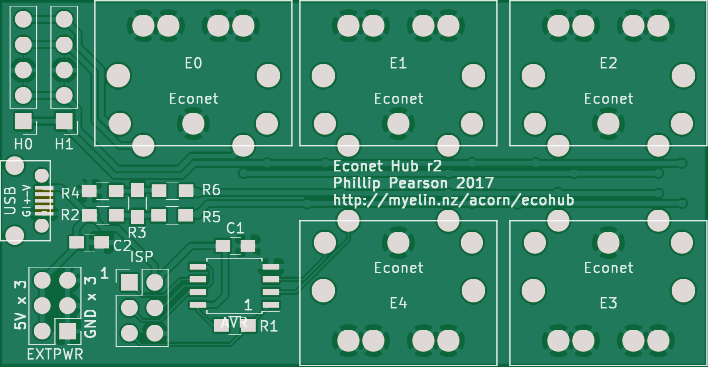 E0
Econet
E1
Econet
E2
Econet
H0
H1
USB
G|+-V
Econet Hub r2
Phillip Pearson 2017
http://myelin.nz/acorn/ecohub
R4
R6
R2
R5
R3
C2
C1
ISP
1
1
AVR
R1
5V x 3
GND x 3
EXTPWR
Econet
E4
Econet
E3